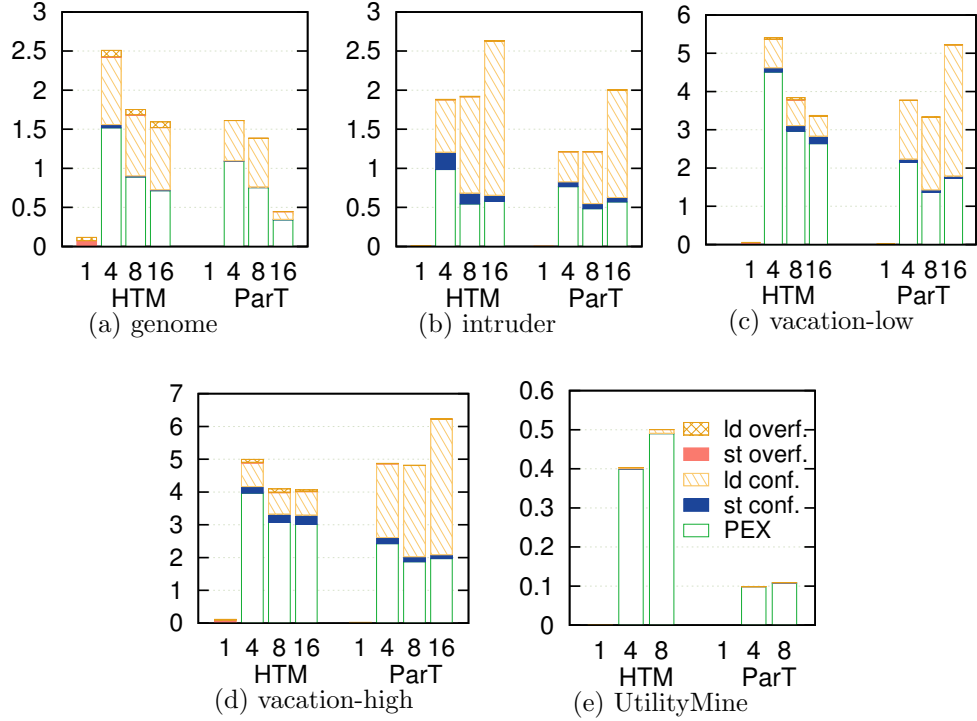 3
2.5
2
1.5
1
0.5
0
1 4 8 16 1 4 8 16
HTM ParT
(a) genome
3
2.5
2
1.5
1
0.5
0
1 4 8 16 1 4 8 16
HTM ParT
(b) intruder
6
5
4
3
2
1
0
1 4 8 16 1 4 8 16
HTM ParT
(c) vacation-low
7
6
5
4
3
2
1
0
1 4 8 16 1 4 8 16
HTM ParT
(d) vacation-high
0.6
0.5
0.4
0.3
0.2
0.1
0
ld overf.
st overf.
ld conf.
st conf.
PEX
1 4 8 1 4 8
HTM ParT
(e) UtilityMine